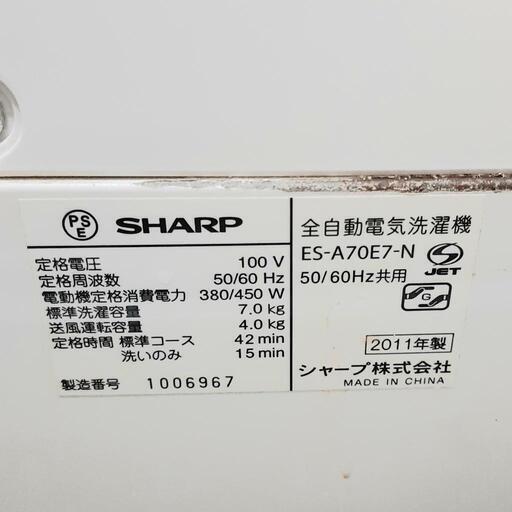 PSE SHARP
定格電圧 100 V
定格周波数 50/60 Hz
電動機定格消費電力 380/450 W
標準洗濯容量 7.0 kg
送風運転容量 4.0 kg
定格時間 標準コース 42 min
洗いのみ 15 min
製造番号 1006967
全自動電気洗濯機
ES-A70E7-N
50/60Hz共用
S JET
G
2011年製
シャープ株式会社
MADE IN CHINA